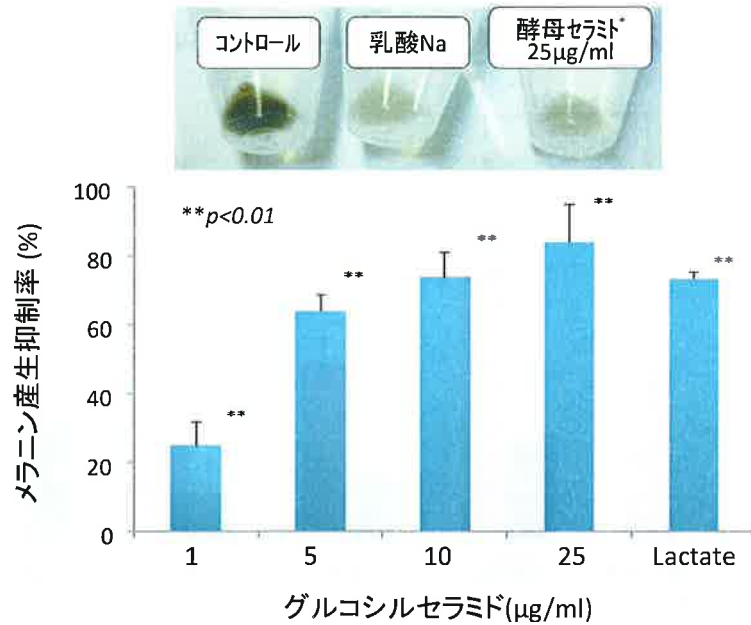 コントロール
乳酸Na
酵母セラミド*
25μg/ml
100
80
60
40
20
0
メラニン産生抑制率 (%)
**p<0.01
**
**
**
**
**
1
5
10
25
Lactate
グルコシルセラミド(μg/ml)